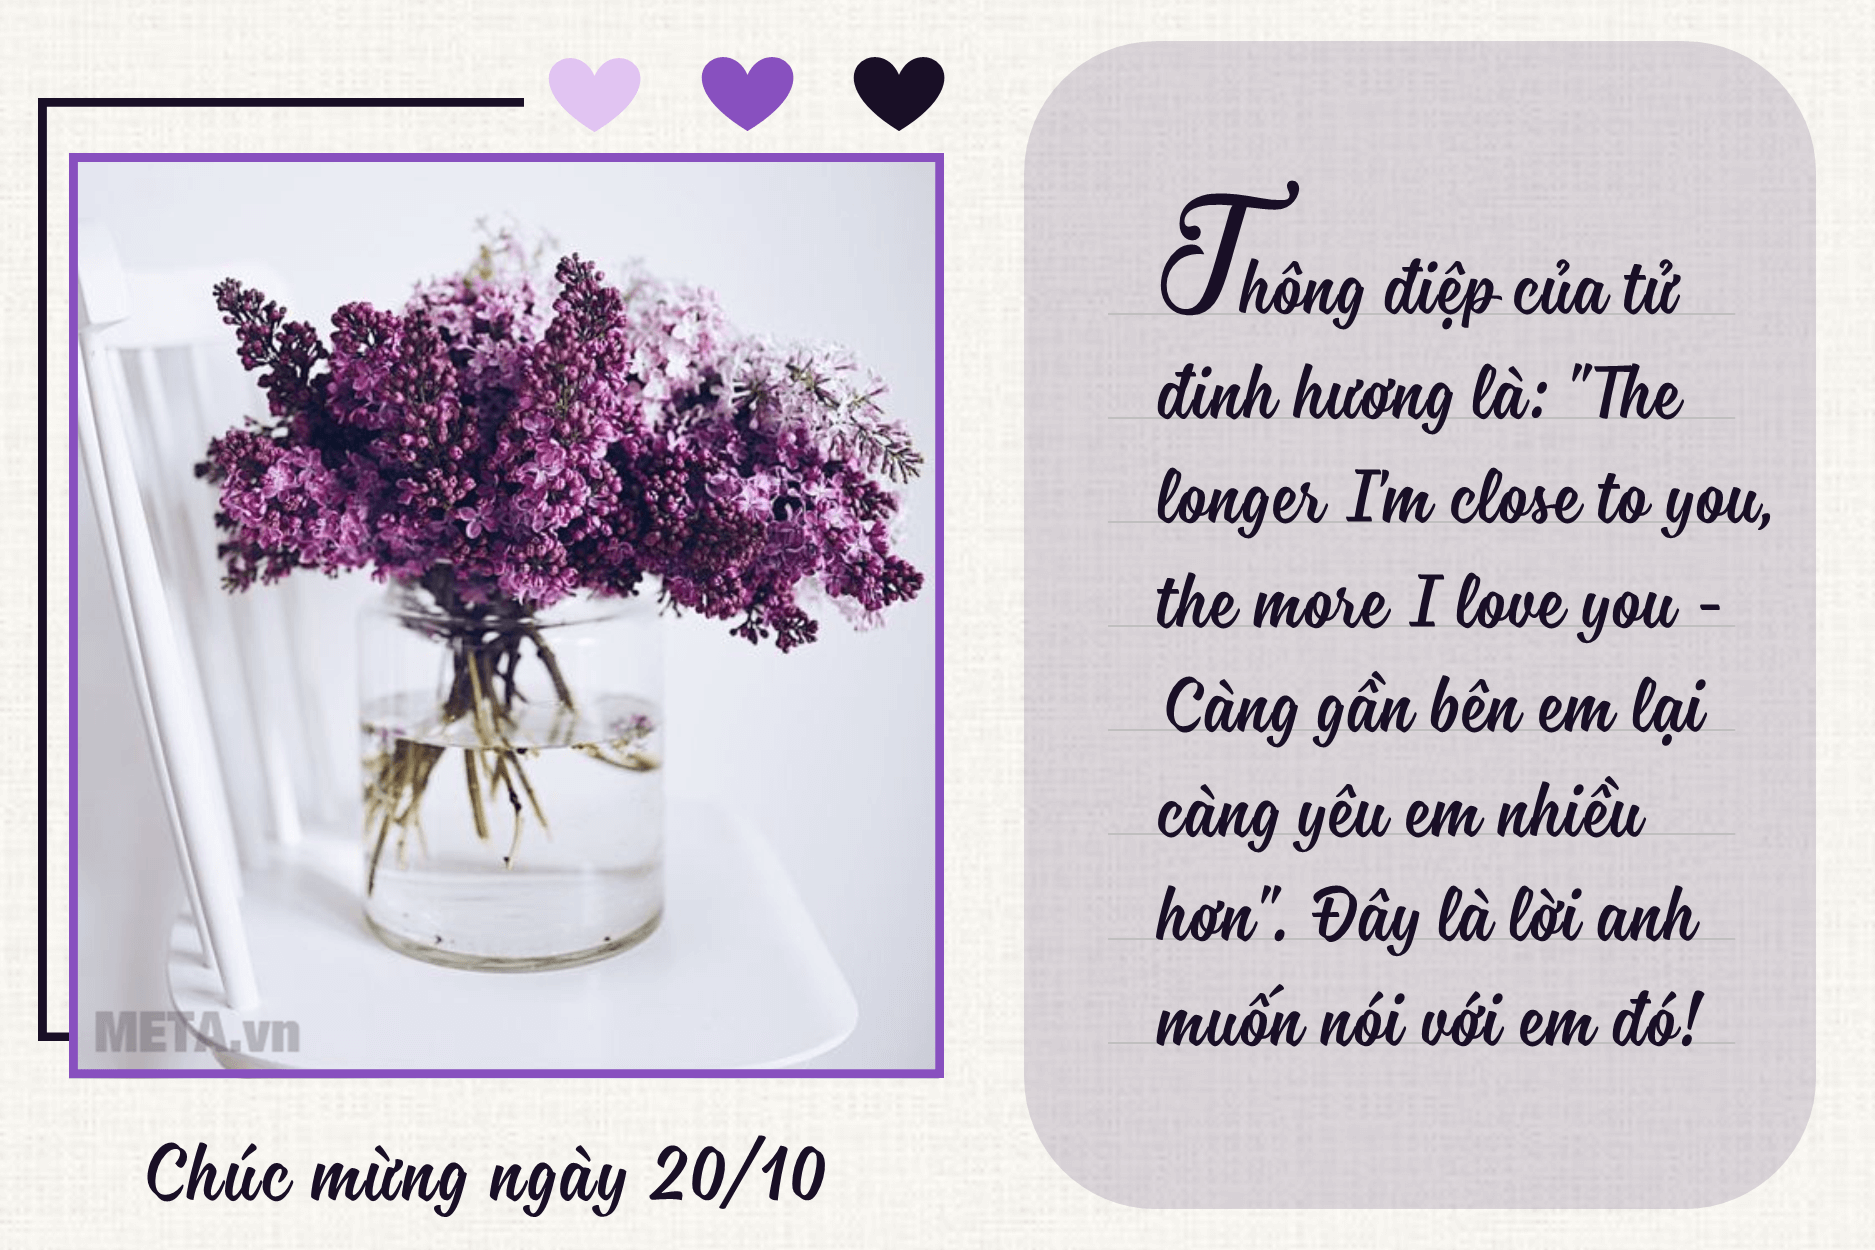 META.vn
Chúc mừng ngày 20/10
Thông điệp của tử
đinh hương là: "The
longer I'm close to you,
the more I love you -
Càng gần bên em lại
càng yêu em nhiều
hơn". Đây là lời anh
muốn nói với em đó!